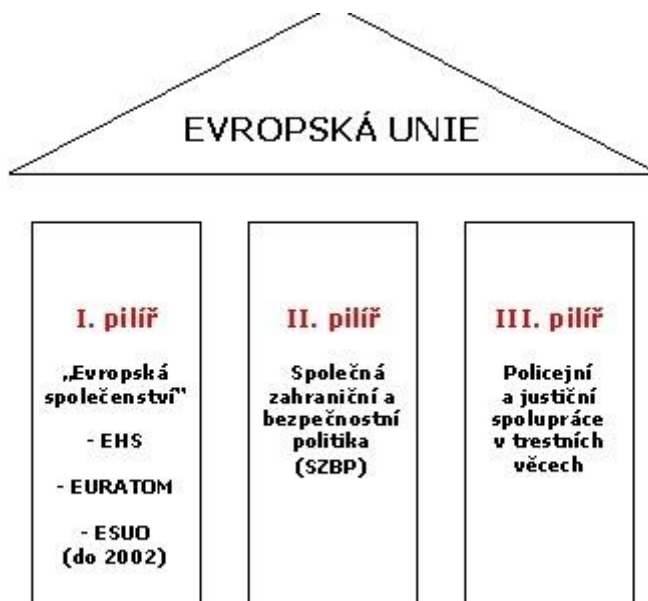 EVROPSKÁ UNIE
I. pilíř
„Evropská
společenství"
- EHS
- EURATOM
- ESUO
(do 2002)
II. pilíř
Společná
zahraniční a
bezpečnostní
politika
(SZBP)
III. pilíř
Policejní
a justiční
spolupráce
v trestních
věcech